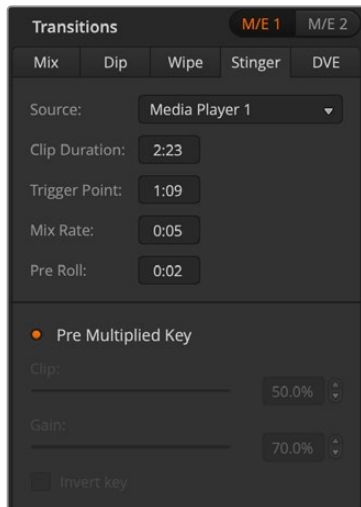 Transitions M/E 1 M/E 2
Mix Dip Wipe Stinger DVE
Source: Media Player 1
Clip Duration: 2:23
Trigger Point: 1:09
Mix Rate: 0:05
Pre Roll: 0:02
Pre Multiplied Key
Clip:
50.0%
Gain:
70.0%
Invert key